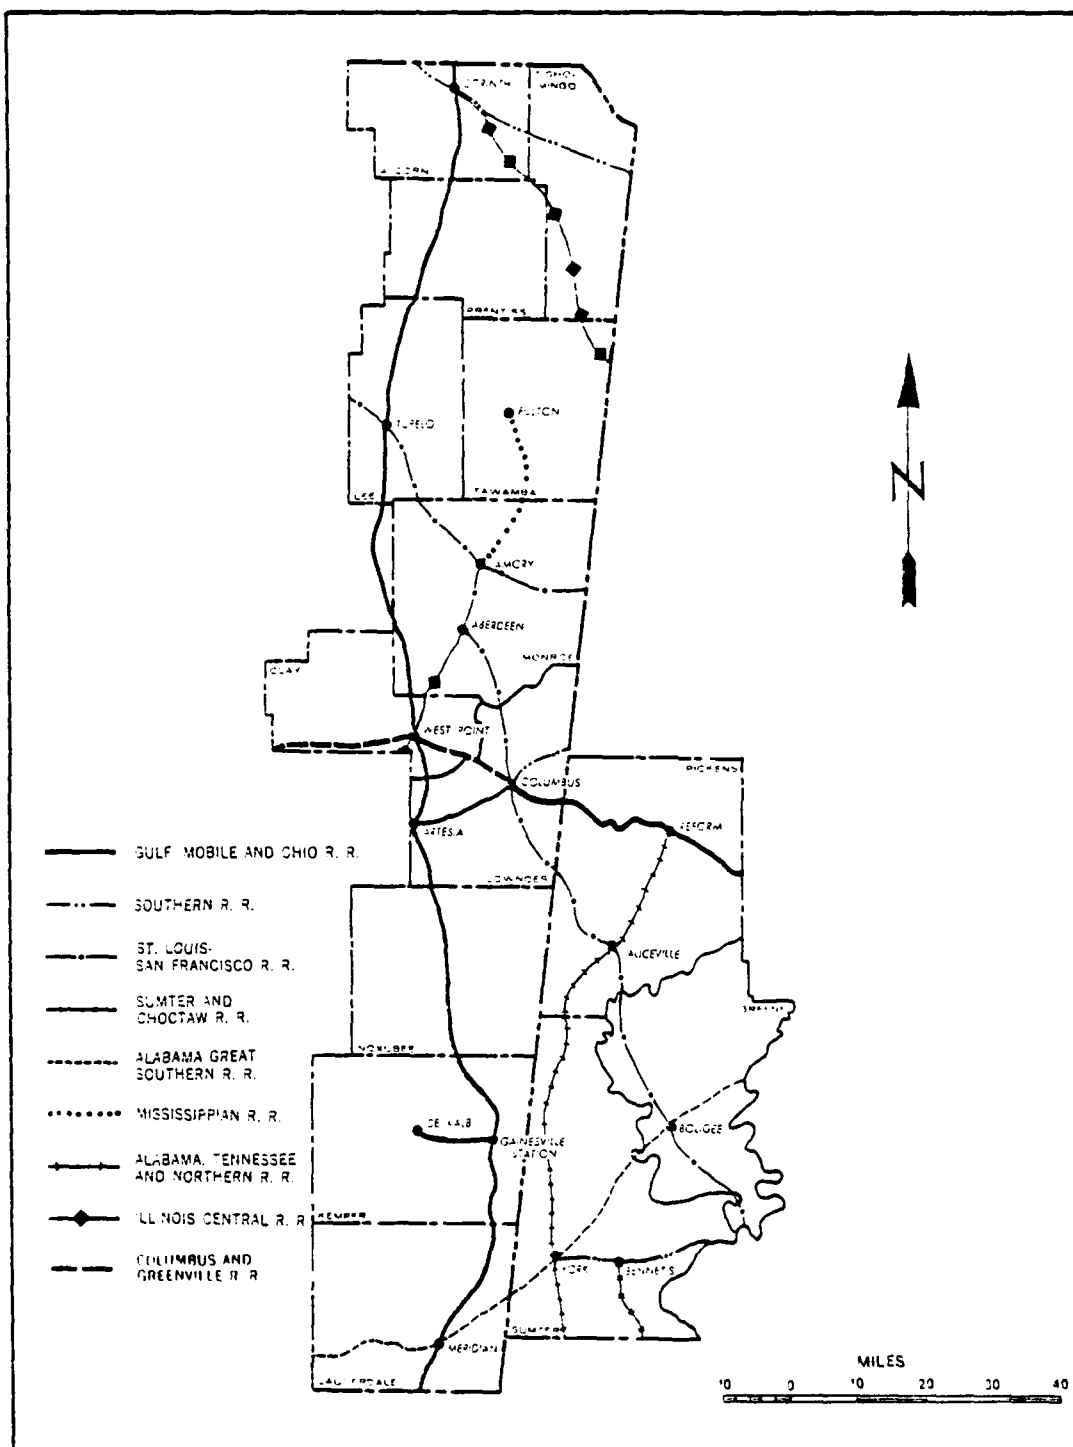 CORINTH
MINGO
ALCORN
PRENTISS
FULTON
TUPELO
LEE
ITAWAMBA
AMORY
ABERDEEN
MONROE
CLAY
WEST POINT
PICKENS
COLUMBUS
REFORM
ARTESIA
LOWNDES
ALICEVILLE
GREENE
NOXUBEE
DE KALB
GAINESVILLE
STATION
BOLIGEE
KEMPER
YORK
BENNETTS
SUMTER
MERIDIAN
LAUDERDALE
N
GULF, MOBILE AND OHIO R. R.
SOUTHERN R. R.
ST. LOUIS-
SAN FRANCISCO R. R.
SUMTER AND
CHOCTAW R. R.
ALABAMA GREAT
SOUTHERN R. R.
MISSISSIPPIAN R. R.
ALABAMA, TENNESSEE
AND NORTHERN R. R.
ILLINOIS CENTRAL R. R.
COLUMBUS AND
GREENVILLE R. R.
MILES
10 0 10 20 30 40